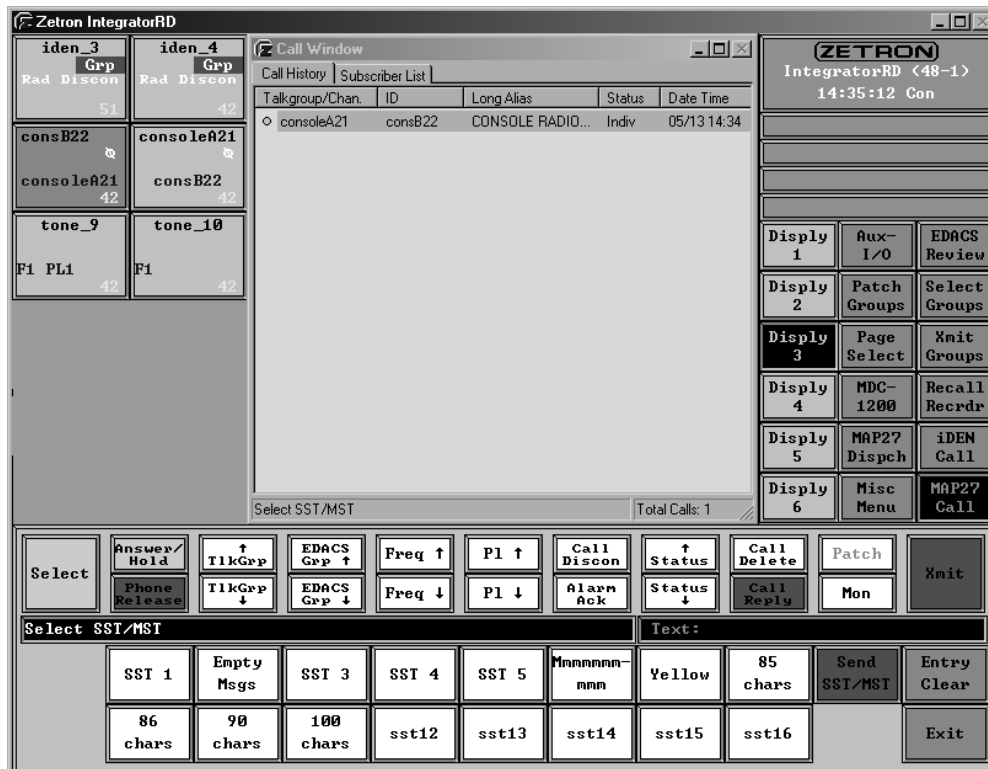 Zetron IntegratorRD
iden_3
Grp
Rad Discon
51
iden_4
Grp
Rad Discon
42
consB22
consoleA21
42
consoleA21
consB22
42
tone_9
F1 PL1
42
tone_10
F1
42
Call Window
Call History
Subscriber List
Talkgroup/Chan. ID Long Alias Status Date Time
consoleA21 consB22 CONSOLE RADIO... Indiv 05/13 14:34
Select SST/MST
Total Calls: 1
ZETRON
IntegratorRD (48-1)
14:35:12 Con
Disply
1
Aux-
I/O
EDACS
Review
Disply
2
Patch
Groups
Select
Groups
Disply
3
Page
Select
Xmit
Groups
Disply
4
MDC-
1200
Recall
Recrdr
Disply
5
MAP27
Dispch
iDEN
Call
Disply
6
Misc
Menu
MAP27
Call
Select
Answer/
Hold
↑
TlkGrp
EDACS
Grp ↑
Freq ↑
Pl ↑
Call
Discon
↑
Status
Call
Delete
Patch
Xmit
Phone
Release
TlkGrp
↓
EDACS
Grp ↓
Freq ↓
Pl ↓
Alarm
Ack
Status
↓
Call
Reply
Mon
Select SST/MST
Text:
SST 1
Empty
Msgs
SST 3
SST 4
SST 5
Mmmmmmm-
mmm
Yellow
85
chars
Send
SST/MST
Entry
Clear
86
chars
90
chars
100
chars
sst12
sst13
sst14
sst15
sst16
Exit